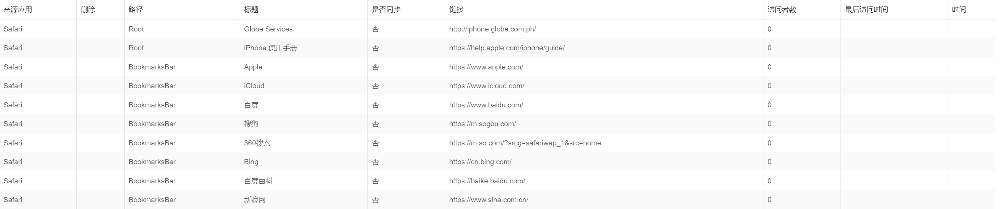 来源应用 删除 路径 标题 是否同步 链接 访问者数 最后访问时间 时间
Safari Root Globe Services 否 http://iphone.globe.com.ph/ 0
Safari Root iPhone 使用手册 否 https://help.apple.com/iphone/guide/ 0
Safari BookmarksBar Apple 否 https://www.apple.com/ 0
Safari BookmarksBar iCloud 否 https://www.icloud.com/ 0
Safari BookmarksBar 百度 否 https://www.baidu.com/ 0
Safari BookmarksBar 搜狗 否 https://m.sogou.com/ 0
Safari BookmarksBar 360搜索 否 https://m.so.com/?srcg=safariwap_1&src=home 0
Safari BookmarksBar Bing 否 https://cn.bing.com/ 0
Safari BookmarksBar 百度百科 否 https://baike.baidu.com/ 0
Safari BookmarksBar 新浪网 否 https://www.sina.com.cn/ 0